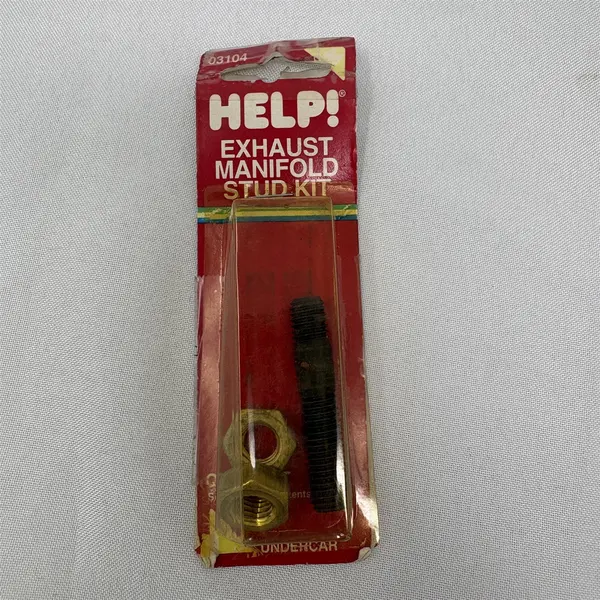 03104
HELP!®
EXHAUST
MANIFOLD
STUD KIT
UNDERCAR